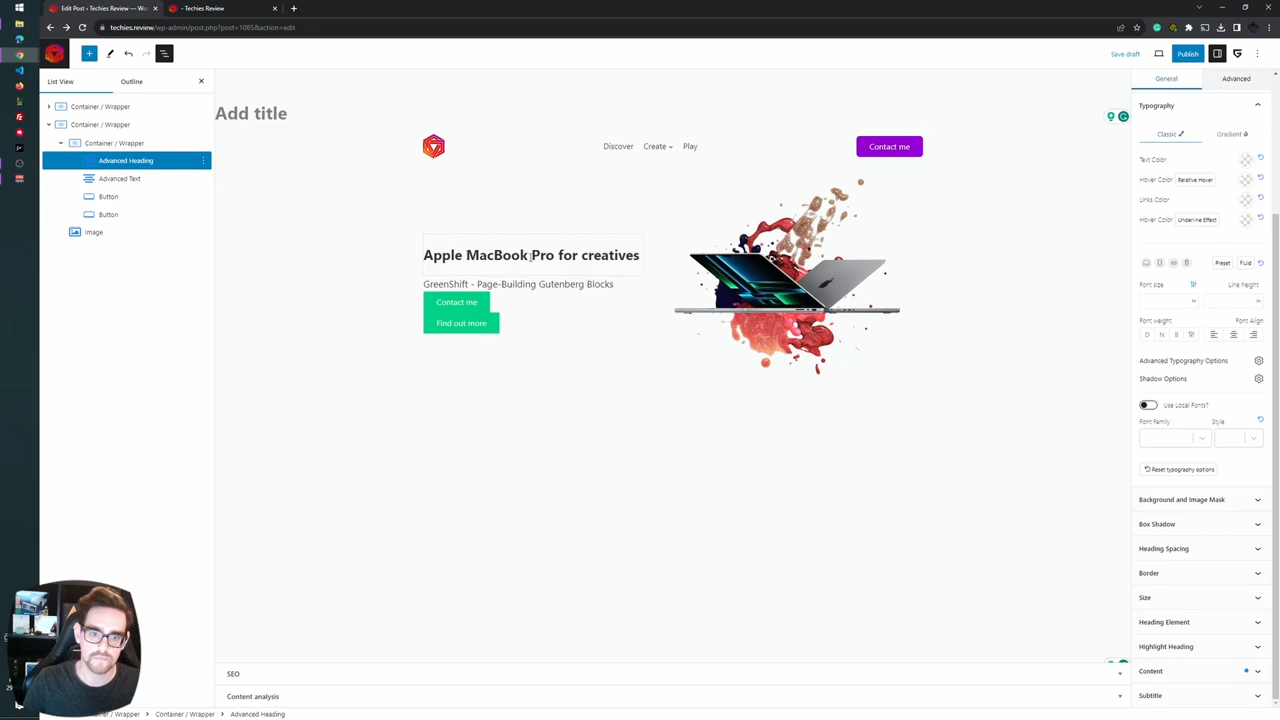 Edit Post ‹ Techies Review — Wo
- Techies Review
techies.review/wp-admin/post.php?post=1085&action=edit
Save draft
Publish
List View
Outline
Container / Wrapper
Container / Wrapper
Container / Wrapper
Advanced Heading
Advanced Text
Button
Button
Image
Add title
Discover
Create
Play
Contact me
Apple MacBook Pro for creatives
GreenShift - Page-Building Gutenberg Blocks
Contact me
Find out more
General
Advanced
Typography
Classic
Gradient
Text Color
Hover Color
Relative Hover
Links Color
Hover Color
Underline Effect
Preset
Fluid
Font size
Line height
Font weight
Font Align
D
N
B
Advanced Typography Options
Shadow Options
Use Local Fonts?
Font Family
Style
Reset typography options
Background and Image Mask
Box Shadow
Heading Spacing
Border
Size
Heading Element
Highlight Heading
Content
Subtitle
SEO
Content analysis
Container / Wrapper
Container / Wrapper
Advanced Heading